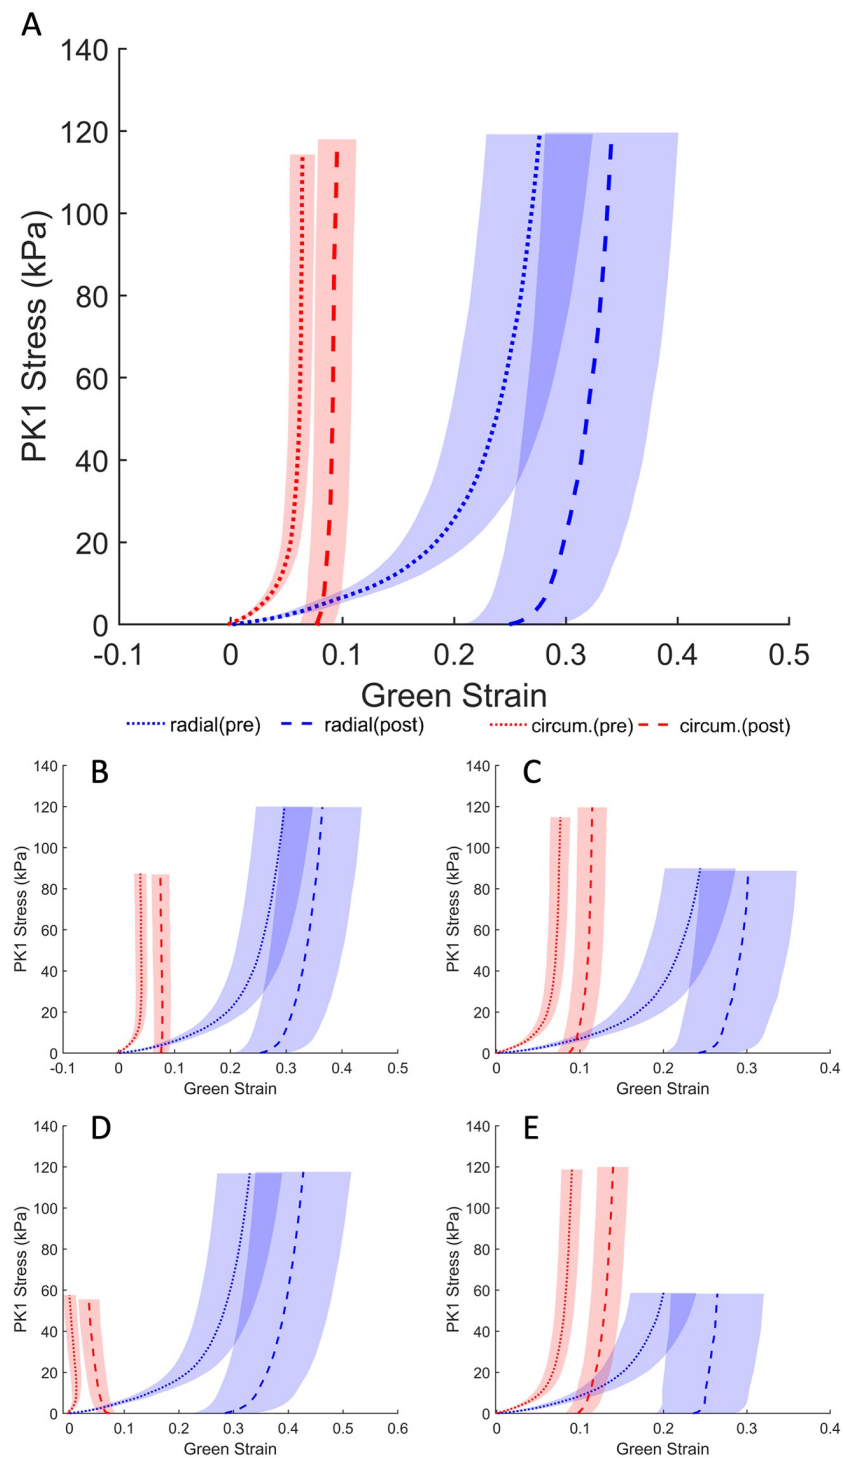 A
140
120
100
80
60
40
20
0
PK1 Stress (kPa)
-0.1 0 0.1 0.2 0.3 0.4 0.5
Green Strain
radial(pre) radial(post) circum.(pre) circum.(post)
B
140
120
100
80
60
40
20
0
PK1 Stress (kPa)
-0.1 0 0.1 0.2 0.3 0.4 0.5
Green Strain
C
140
120
100
80
60
40
20
0
PK1 Stress (kPa)
0 0.1 0.2 0.3 0.4
Green Strain
D
140
120
100
80
60
40
20
0
PK1 Stress (kPa)
0 0.1 0.2 0.3 0.4 0.5 0.6
Green Strain
E
140
120
100
80
60
40
20
0
PK1 Stress (kPa)
0 0.1 0.2 0.3 0.4
Green Strain